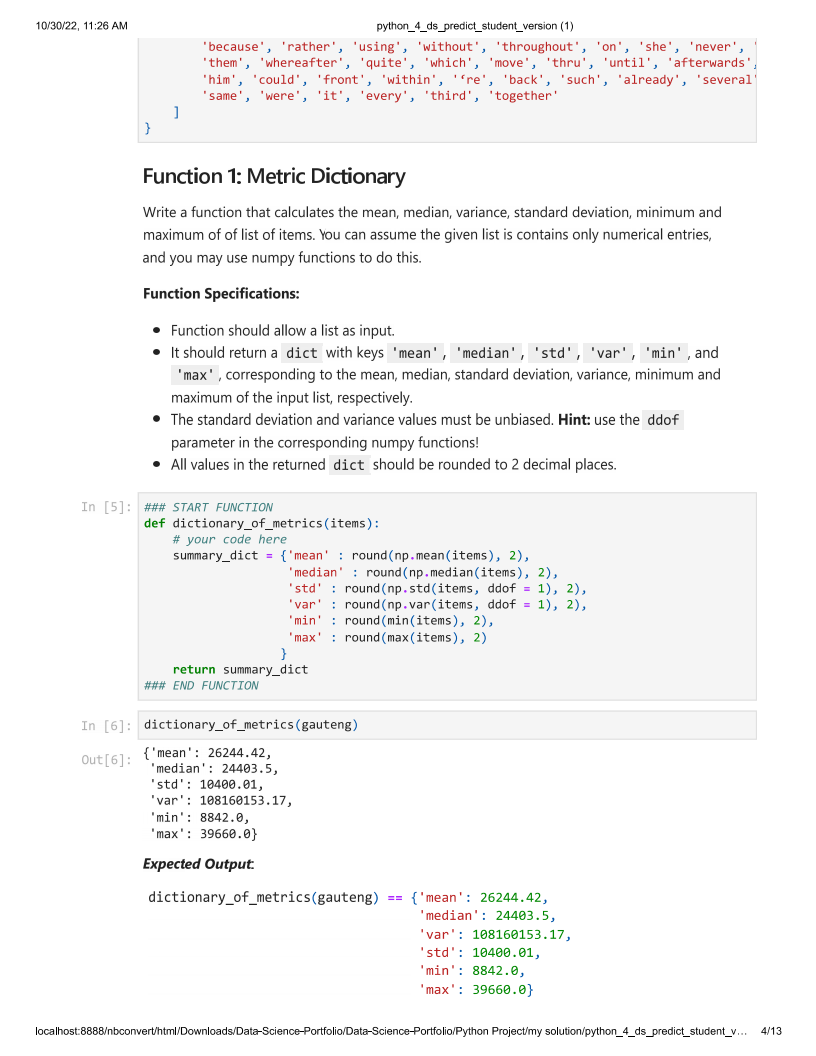 10/30/22, 11:26 AM python_4_ds_predict_student_version (1)
'because', 'rather', 'using', 'without', 'throughout', 'on', 'she', 'never', '
'them', 'whereafter', 'quite', 'which', 'move', 'thru', 'until', 'afterwards',
'him', 'could', 'front', 'within', '‘re', 'back', 'such', 'already', 'several'
'same', 'were', 'it', 'every', 'third', 'together'
]
}
Function 1: Metric Dictionary
Write a function that calculates the mean, median, variance, standard deviation, minimum and
maximum of of list of items. You can assume the given list is contains only numerical entries,
and you may use numpy functions to do this.
Function Specifications:
• Function should allow a list as input.
• It should return a dict with keys 'mean', 'median', 'std', 'var', 'min', and
'max', corresponding to the mean, median, standard deviation, variance, minimum and
maximum of the input list, respectively.
• The standard deviation and variance values must be unbiased. Hint: use the ddof
parameter in the corresponding numpy functions!
• All values in the returned dict should be rounded to 2 decimal places.
In [5]: ### START FUNCTION
def dictionary_of_metrics(items):
# your code here
summary_dict = {'mean' : round(np.mean(items), 2),
'median' : round(np.median(items), 2),
'std' : round(np.std(items, ddof = 1), 2),
'var' : round(np.var(items, ddof = 1), 2),
'min' : round(min(items), 2),
'max' : round(max(items), 2)
}
return summary_dict
### END FUNCTION
In [6]: dictionary_of_metrics(gauteng)
Out[6]: {'mean': 26244.42,
'median': 24403.5,
'std': 10400.01,
'var': 108160153.17,
'min': 8842.0,
'max': 39660.0}
Expected Output:
dictionary_of_metrics(gauteng) == {'mean': 26244.42,
'median': 24403.5,
'var': 108160153.17,
'std': 10400.01,
'min': 8842.0,
'max': 39660.0}
localhost:8888/nbconvert/html/Downloads/Data-Science-Portfolio/Data-Science-Portfolio/Python Project/my solution/python_4_ds_predict_student_v… 4/13